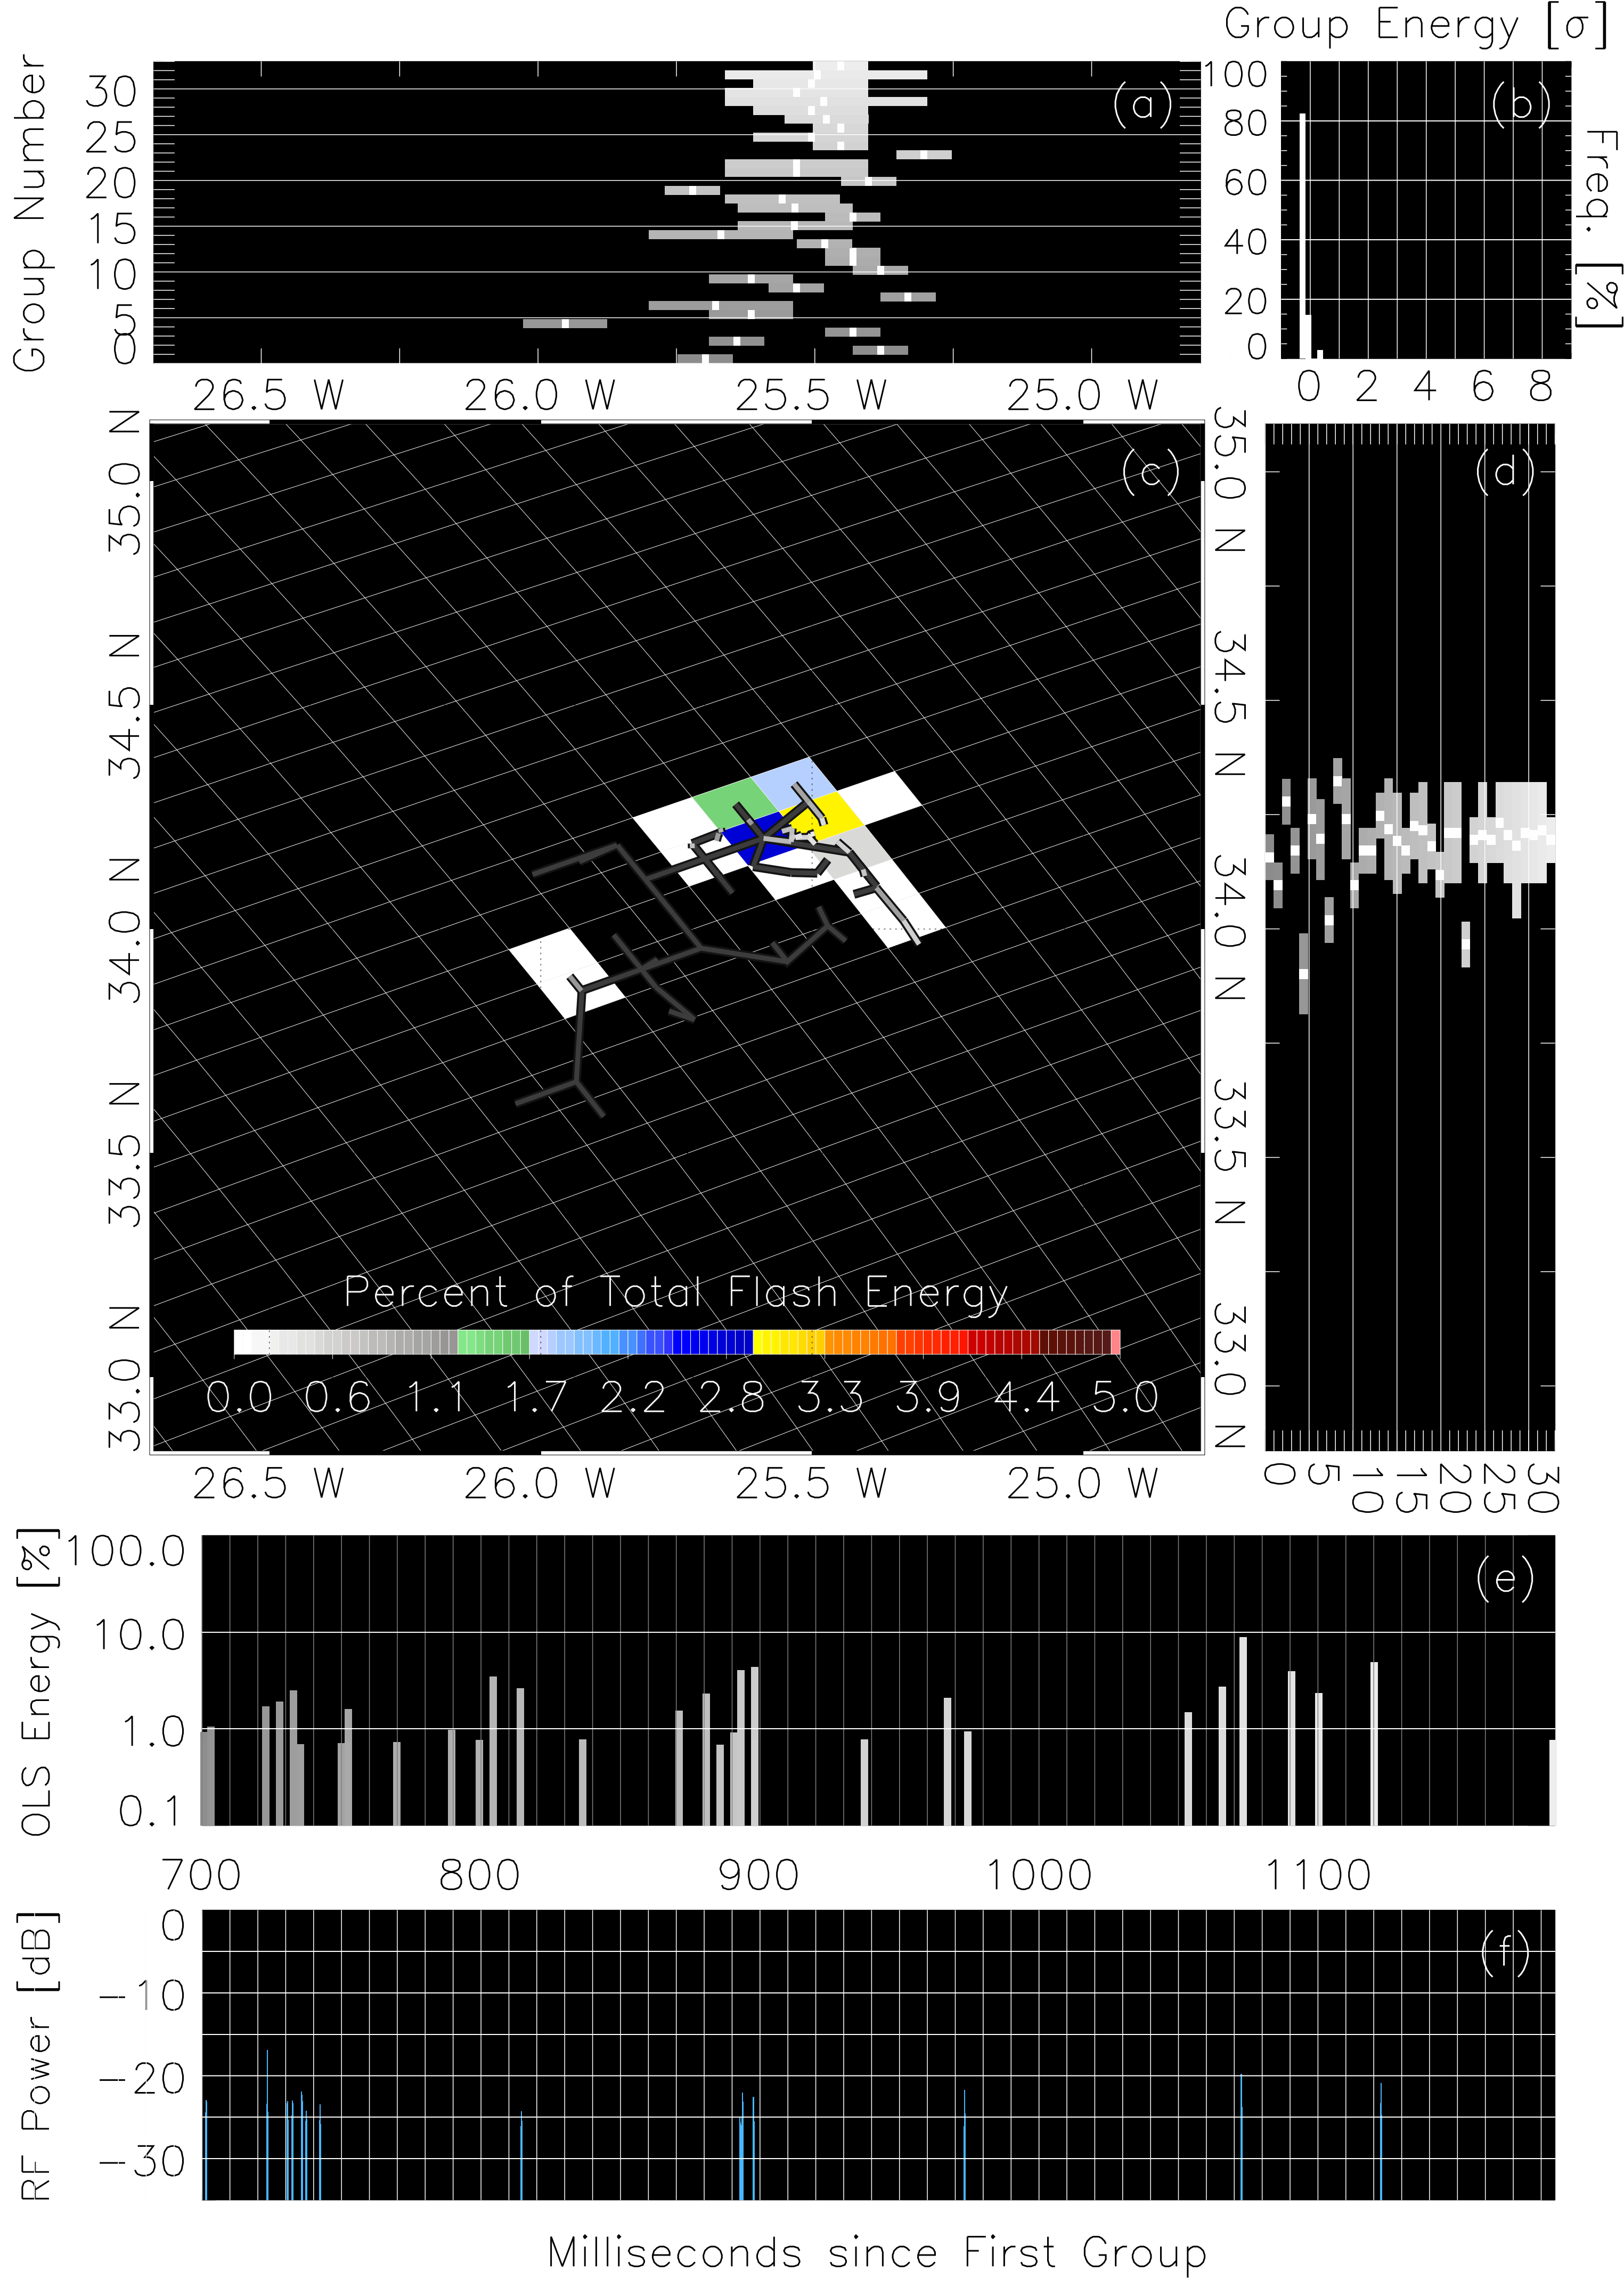 Group Energy [σ]
Group Number
30
25
20
15
10
5
0
(a)
100
80
60
40
20
0
(b)
Freq. [%]
26.5 W 26.0 W 25.5 W 25.0 W
0 2 4 6 8
35.0 N
34.5 N
34.0 N
33.5 N
33.0 N
(c)
35.0 N
34.5 N
34.0 N
33.5 N
33.0 N
(d)
Percent of Total Flash Energy
0.0 0.6 1.1 1.7 2.2 2.8 3.3 3.9 4.4 5.0
26.5 W 26.0 W 25.5 W 25.0 W
0 5 10 15 20 25 30
OLS Energy [%]
100.0
10.0
1.0
0.1
(e)
700 800 900 1000 1100
RF Power [dB]
0
−10
−20
−30
(f)
Milliseconds since First Group